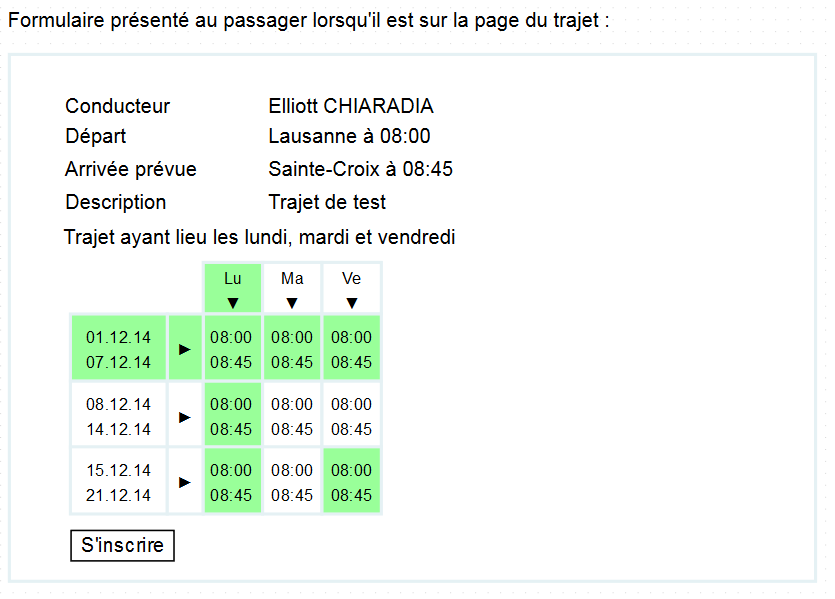 Formulaire présenté au passager lorsqu'il est sur la page du trajet :
Conducteur Elliott CHIARADIA
Départ Lausanne à 08:00
Arrivée prévue Sainte-Croix à 08:45
Description Trajet de test
Trajet ayant lieu les lundi, mardi et vendredi
Lu Ma Ve
▼ ▼ ▼
01.12.14 08:00 08:00 08:00
07.12.14 ► 08:45 08:45 08:45
08.12.14 08:00 08:00 08:00
14.12.14 ► 08:45 08:45 08:45
15.12.14 08:00 08:00 08:00
21.12.14 ► 08:45 08:45 08:45
S'inscrire